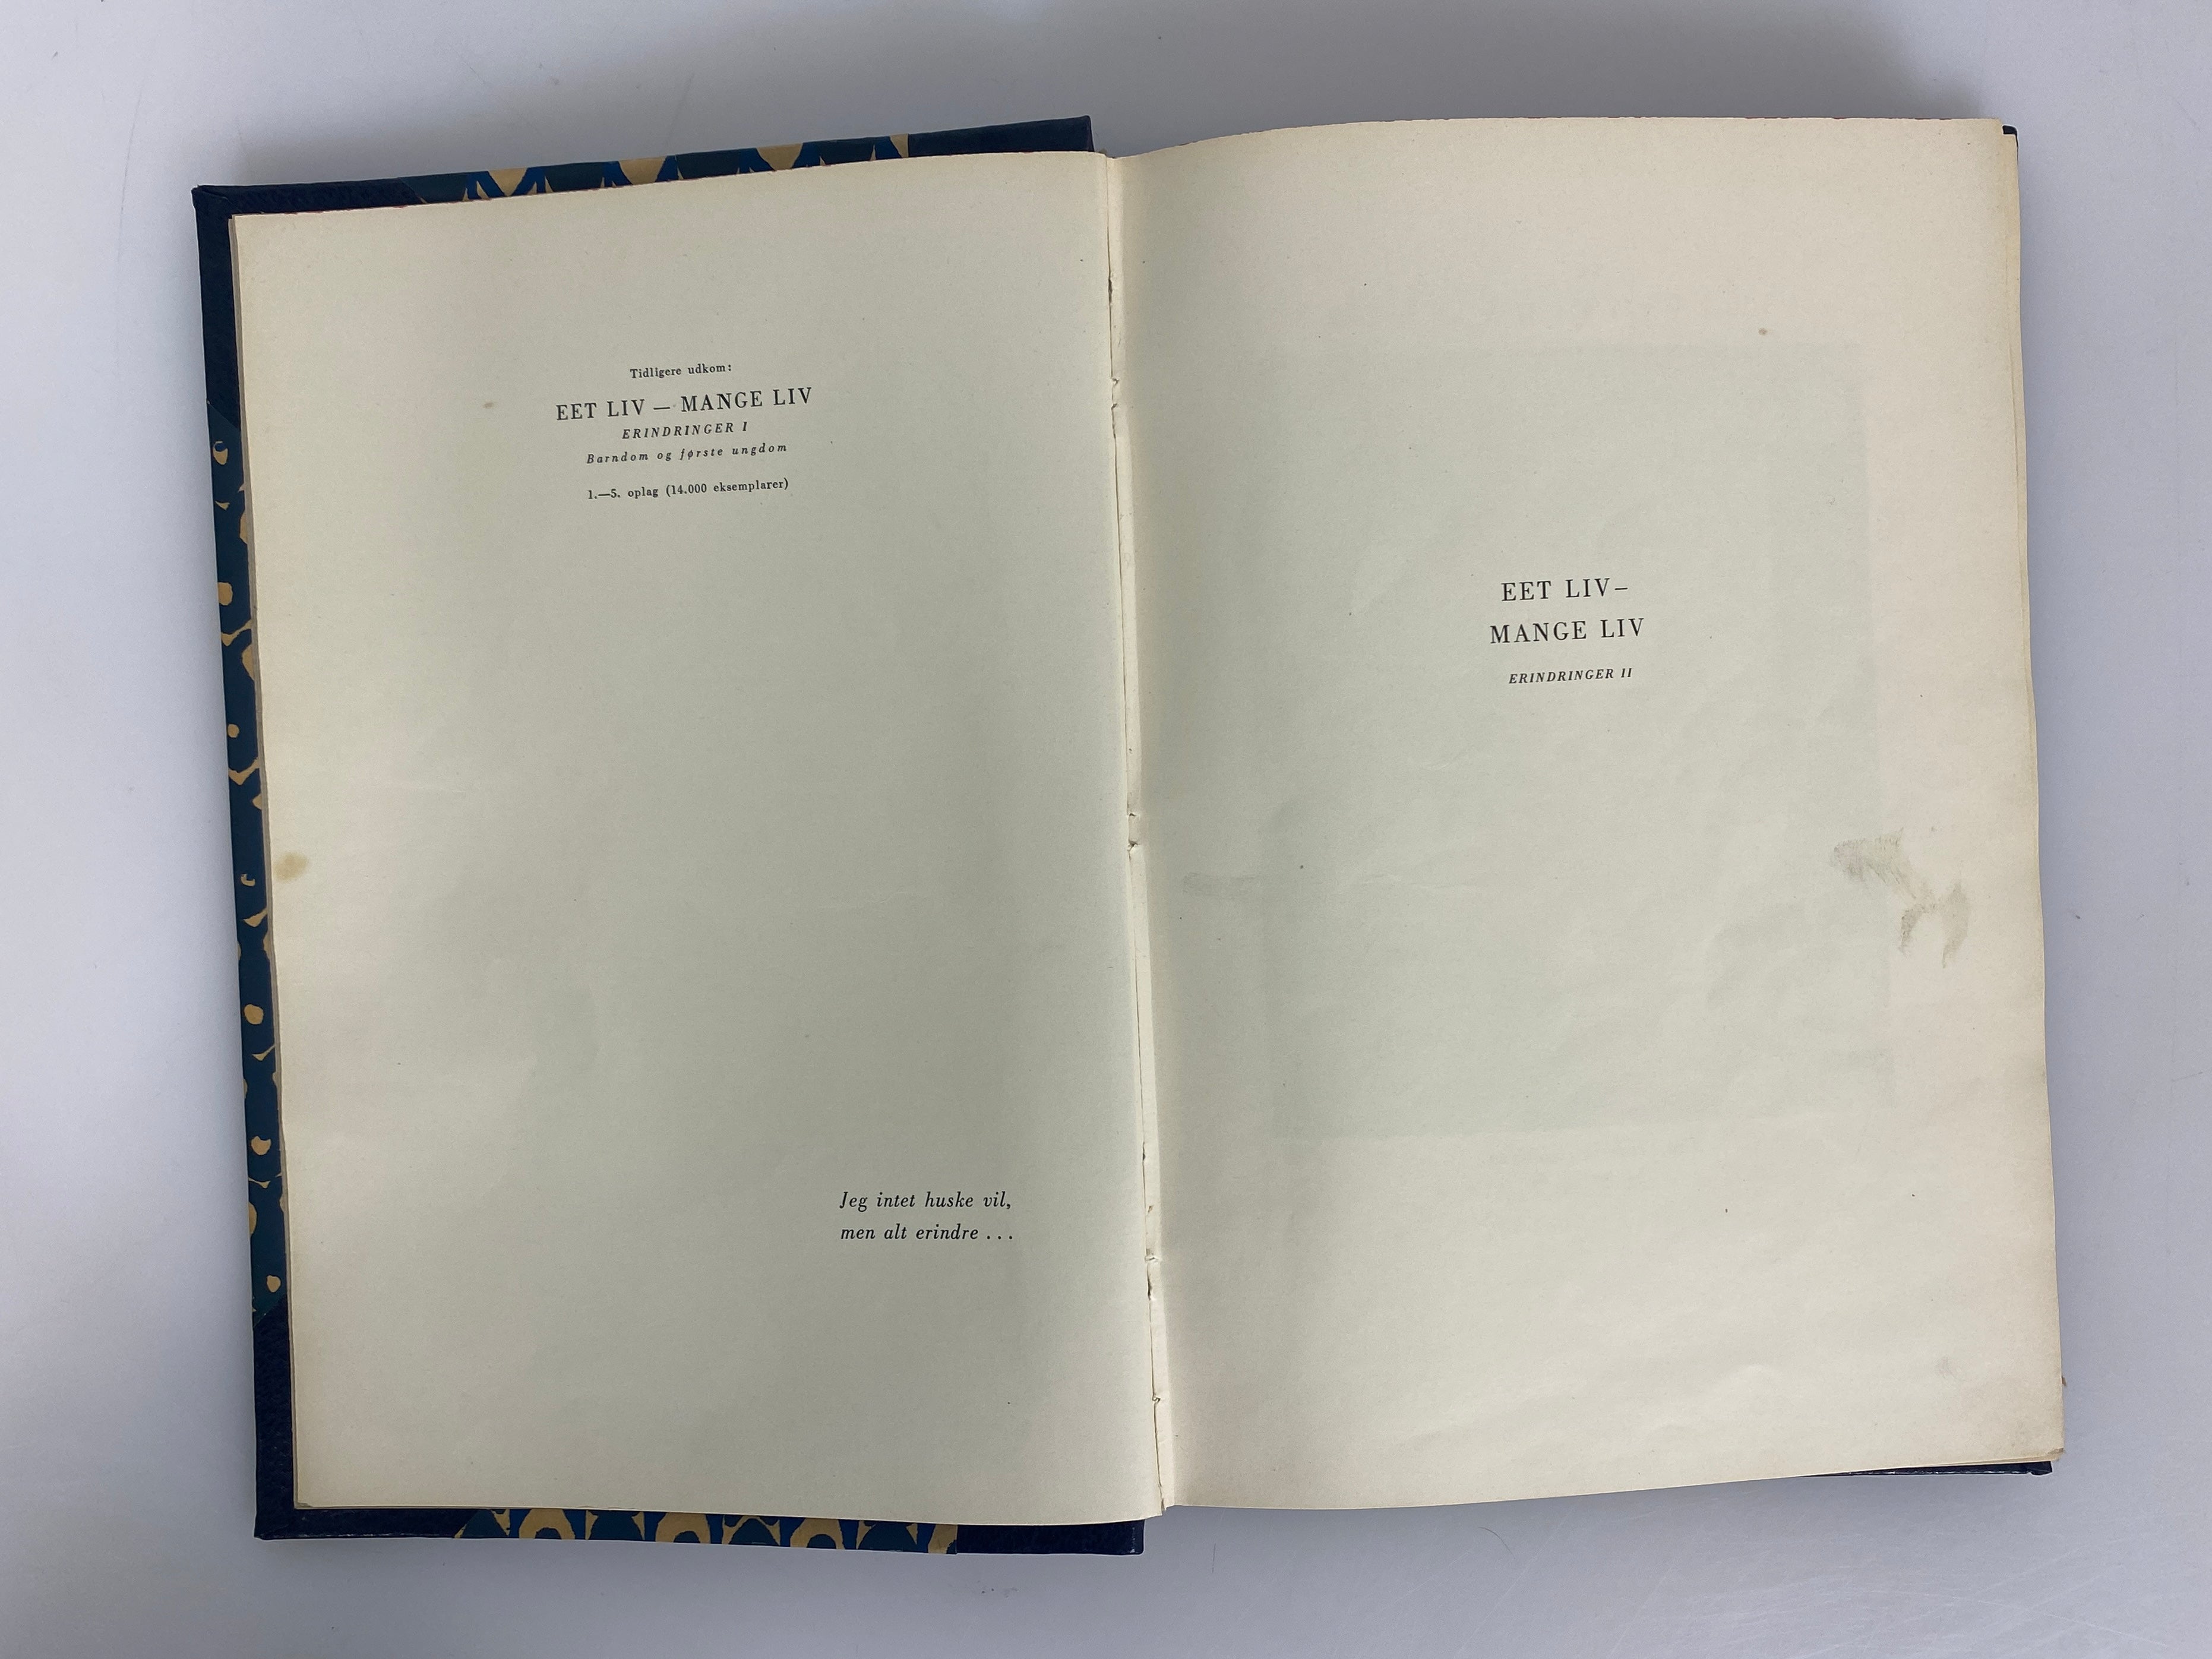 Tidligere udkom:
EET LIV — MANGE LIV
ERINDRINGER I
Barndom og første ungdom
1.—5. oplag (14.000 eksemplarer)
Jeg intet huske vil,
men alt erindre . . .
EET LIV–
MANGE LIV
ERINDRINGER II